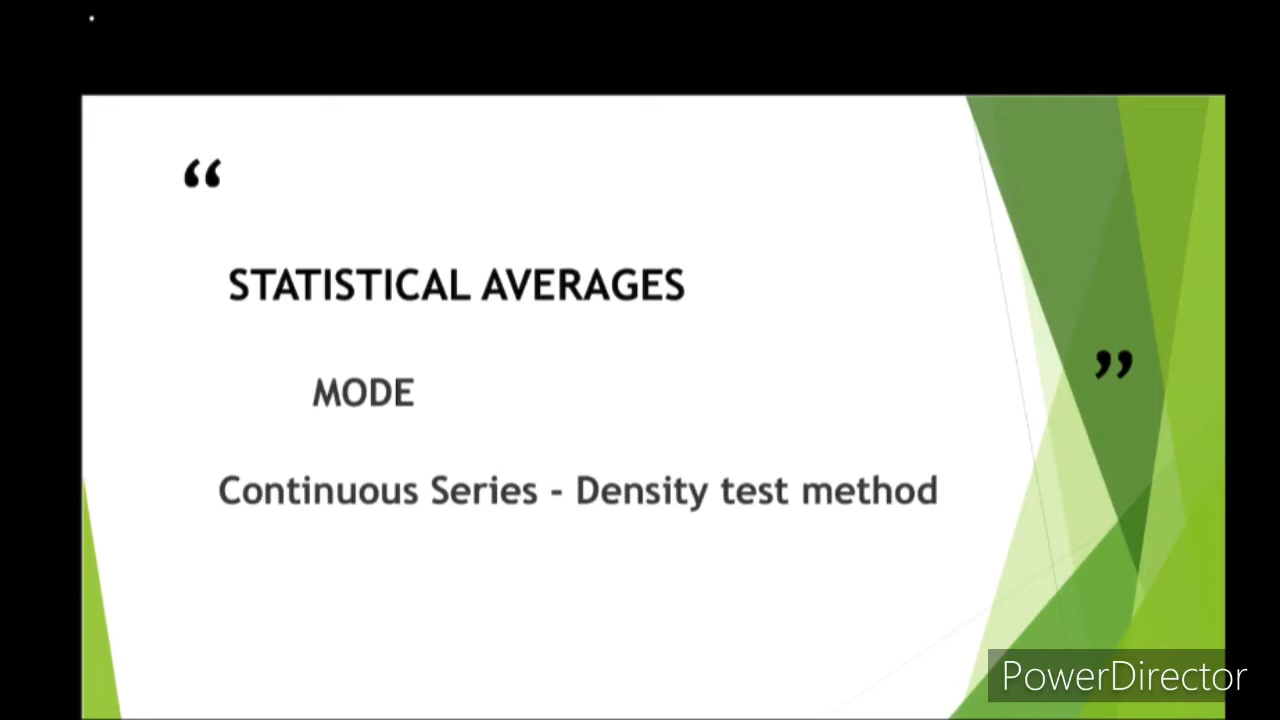 “
STATISTICAL AVERAGES
MODE
”
Continuous Series - Density test method
PowerDirector